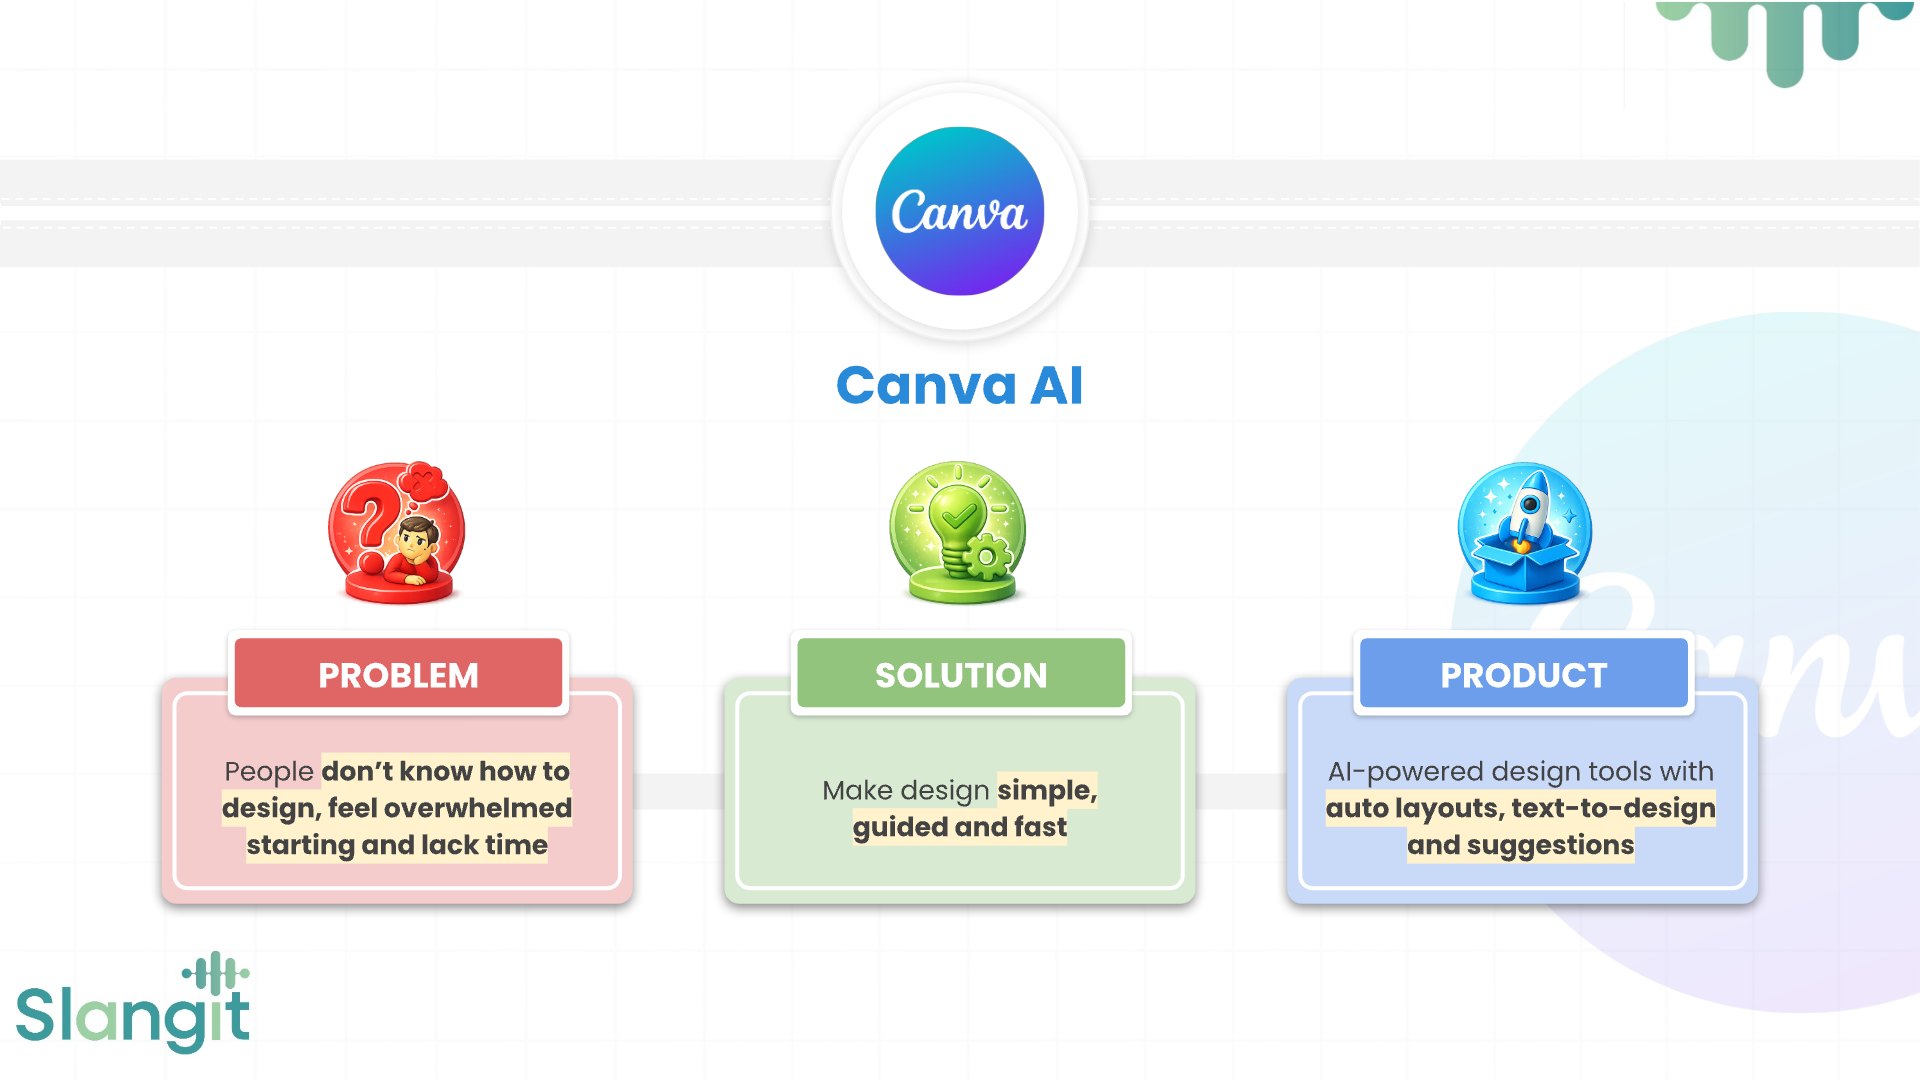 Canva
Canva AI
PROBLEM
People don't know how to
design, feel overwhelmed
starting and lack time
SOLUTION
Make design simple,
guided and fast
PRODUCT
AI-powered design tools with
auto layouts, text-to-design
and suggestions
Slangit